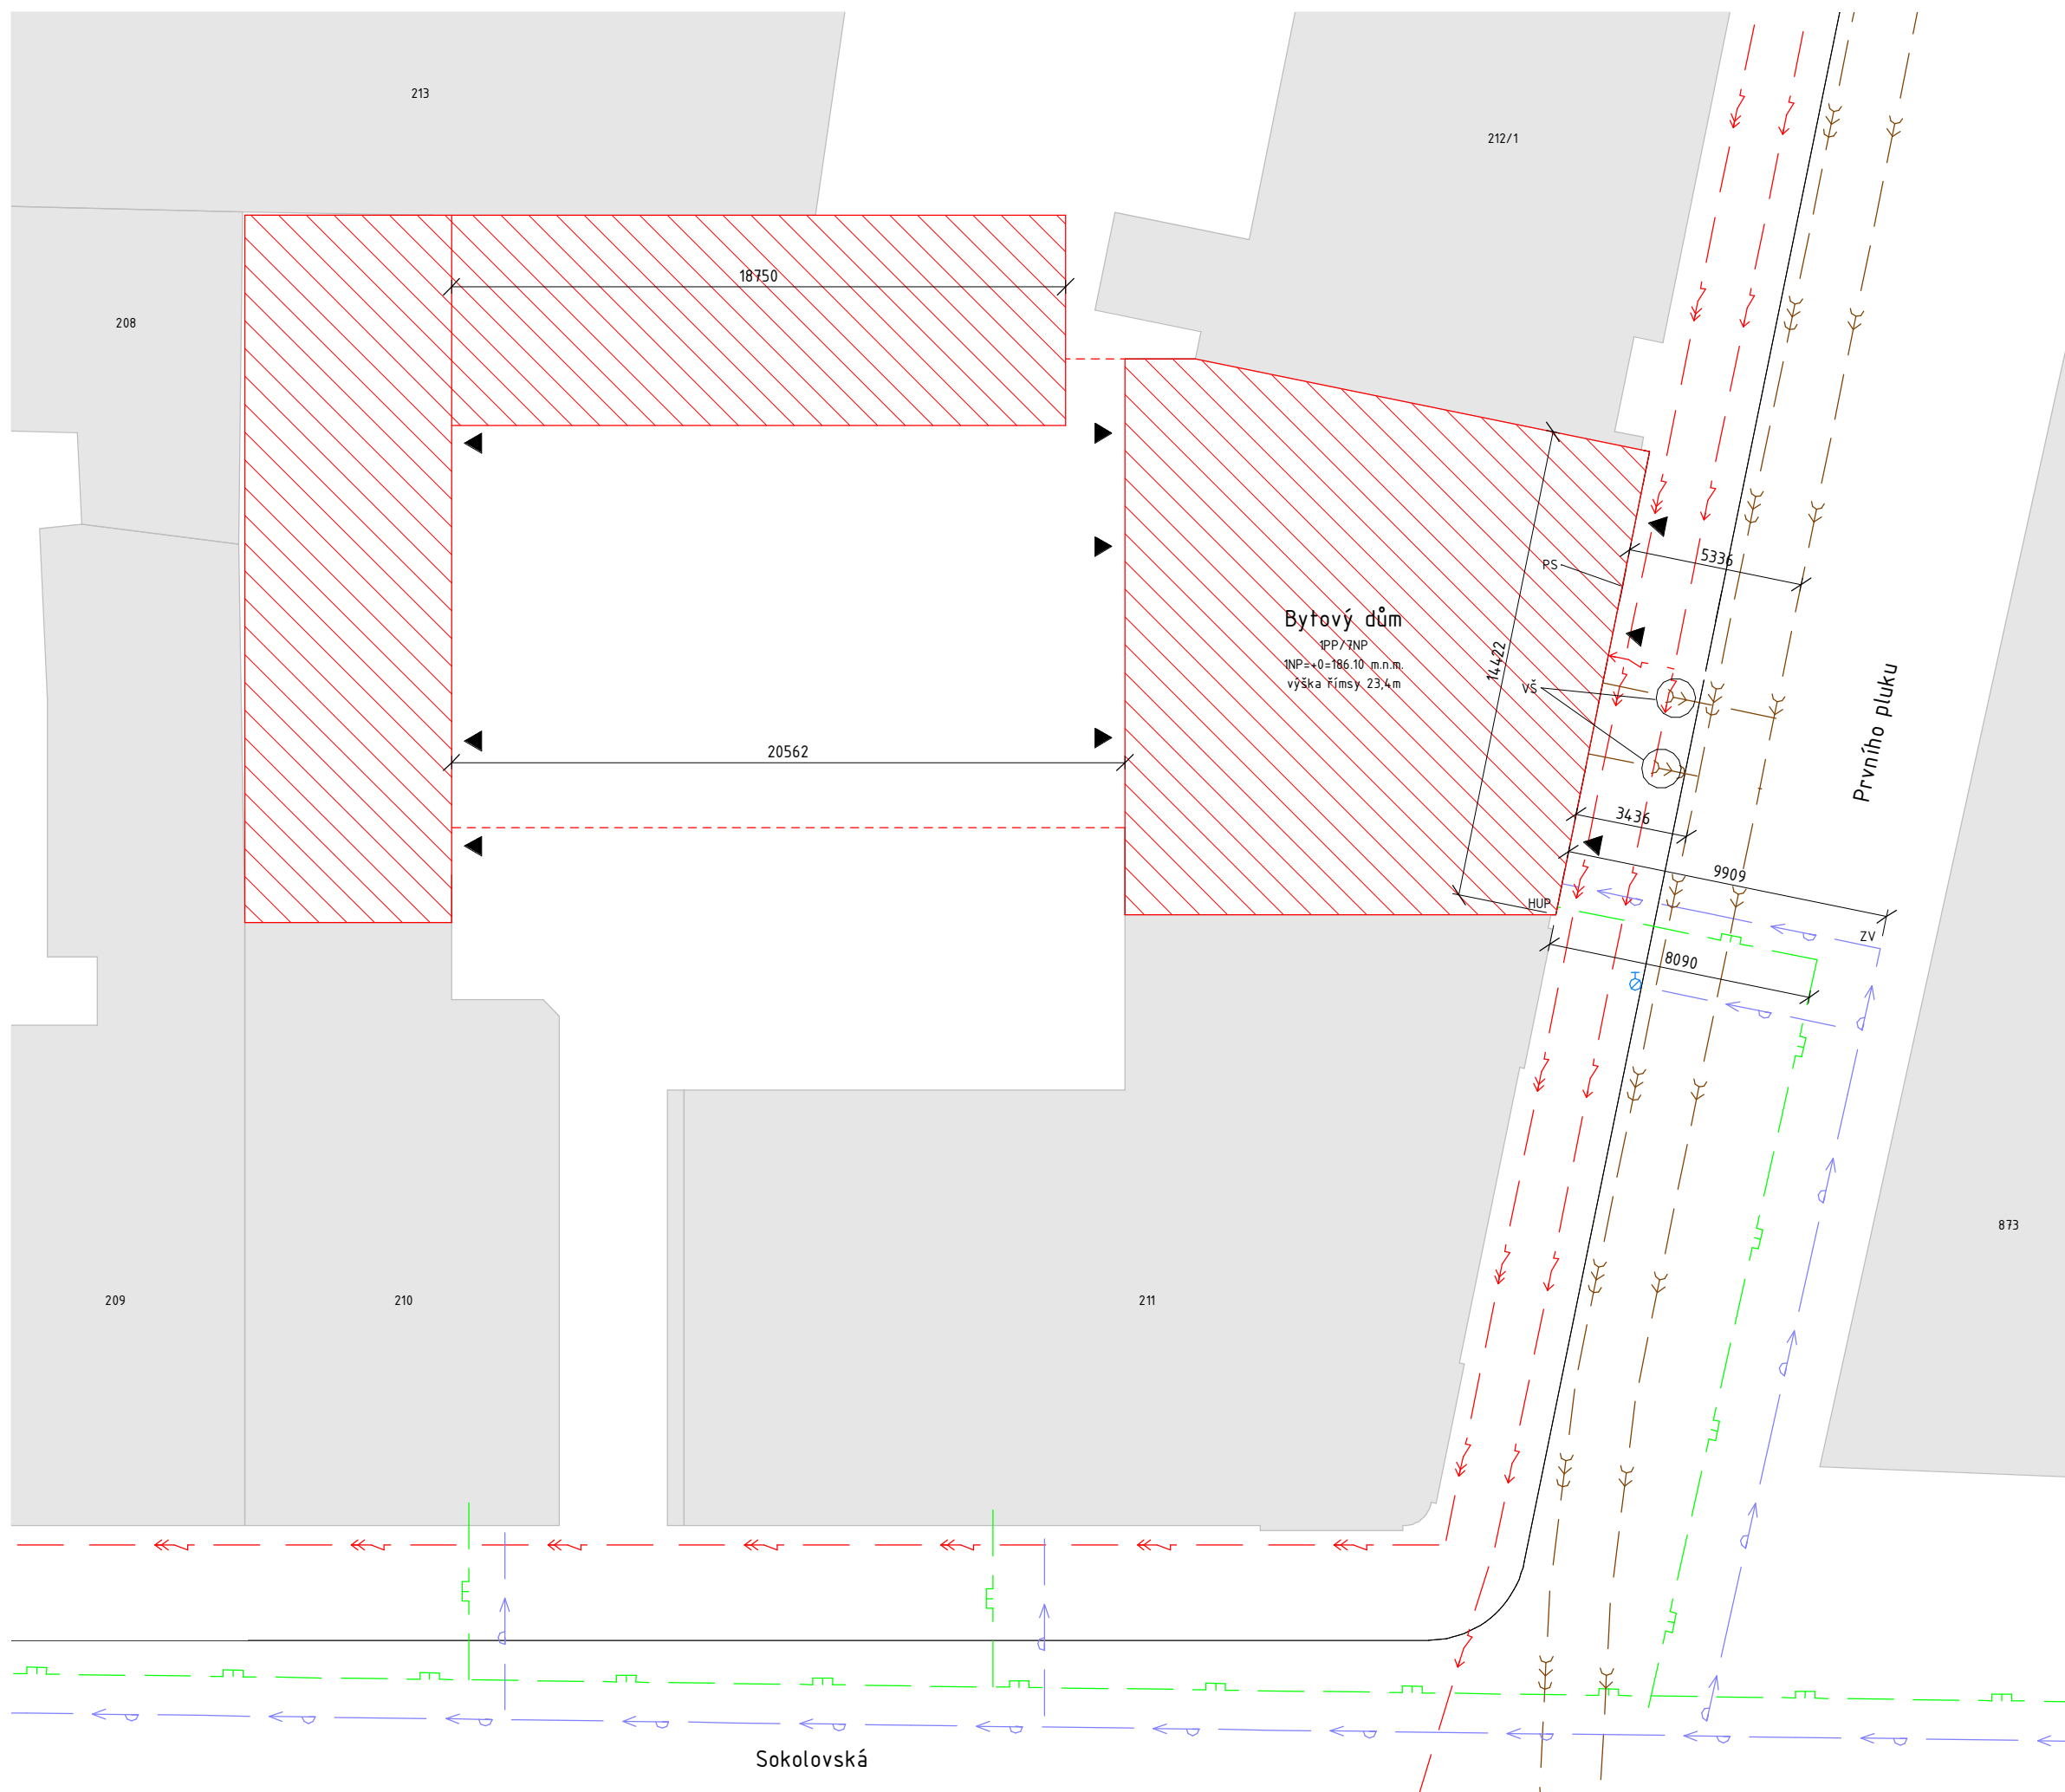 213
212/1
18750
208
5336
PS
Bytový dům
1PP/7NP
1NP=+0=186.10 m.n.m.
výška římsy 23,4m
14422
VŠ
Prvního pluku
20562
3436
9909
HUP
ZV
8090
873
209
210
211
Sokolovská